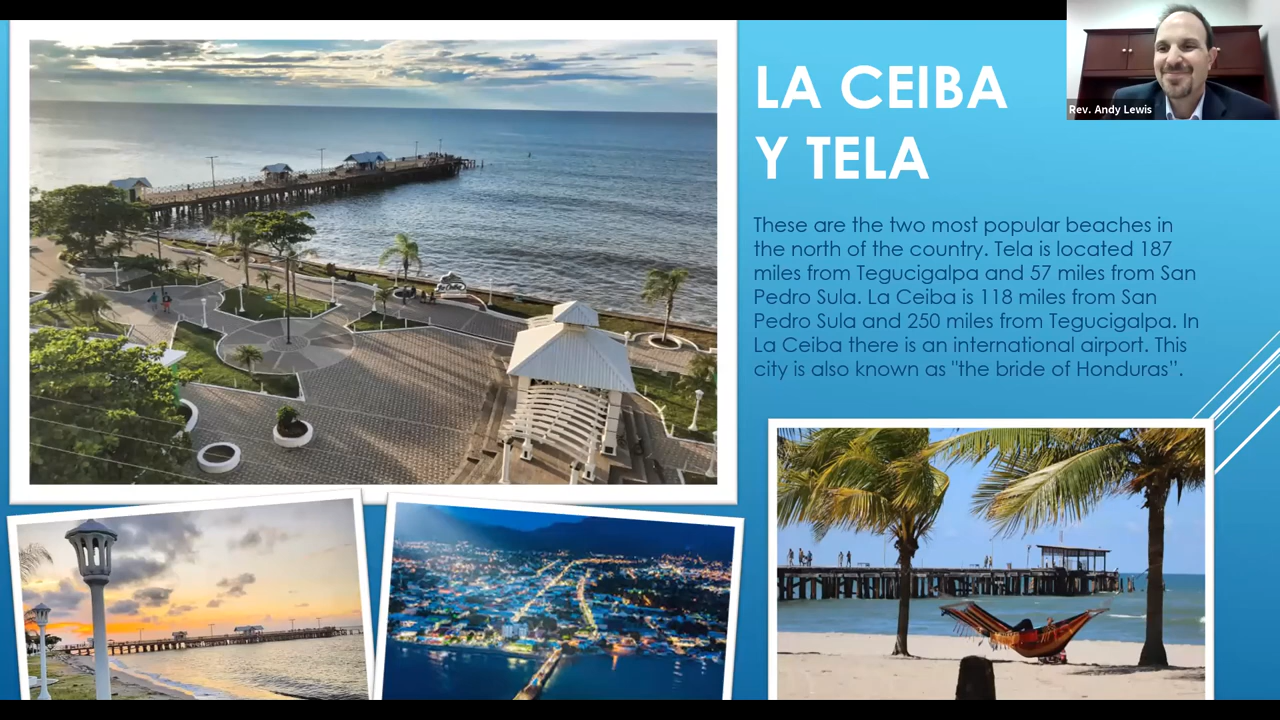 LA CEIBA
Y TELA
Rev. Andy Lewis
These are the two most popular beaches in
the north of the country. Tela is located 187
miles from Tegucigalpa and 57 miles from San
Pedro Sula. La Ceiba is 118 miles from San
Pedro Sula and 250 miles from Tegucigalpa. In
La Ceiba there is an international airport. This
city is also known as "the bride of Honduras”.